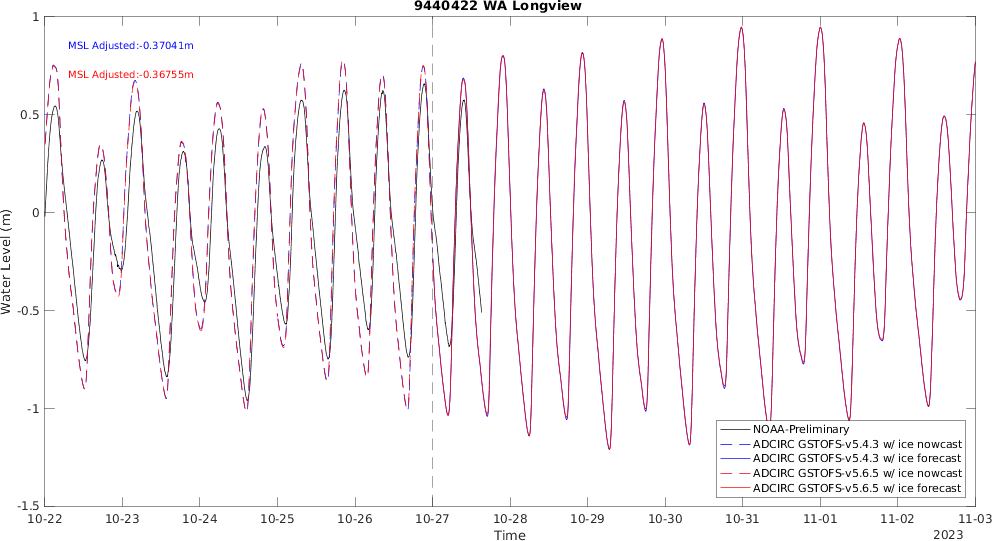 9440422 WA Longview
MSL Adjusted:-0.37041m
MSL Adjusted:-0.36755m
Water Level (m)
1
0.5
0
-0.5
-1
-1.5
NOAA-Preliminary
ADCIRC GSTOFS-v5.4.3 w/ ice nowcast
ADCIRC GSTOFS-v5.4.3 w/ ice forecast
ADCIRC GSTOFS-v5.6.5 w/ ice nowcast
ADCIRC GSTOFS-v5.6.5 w/ ice forecast
10-22 10-23 10-24 10-25 10-26 10-27 10-28 10-29 10-30 10-31 11-01 11-02 11-03
Time
2023